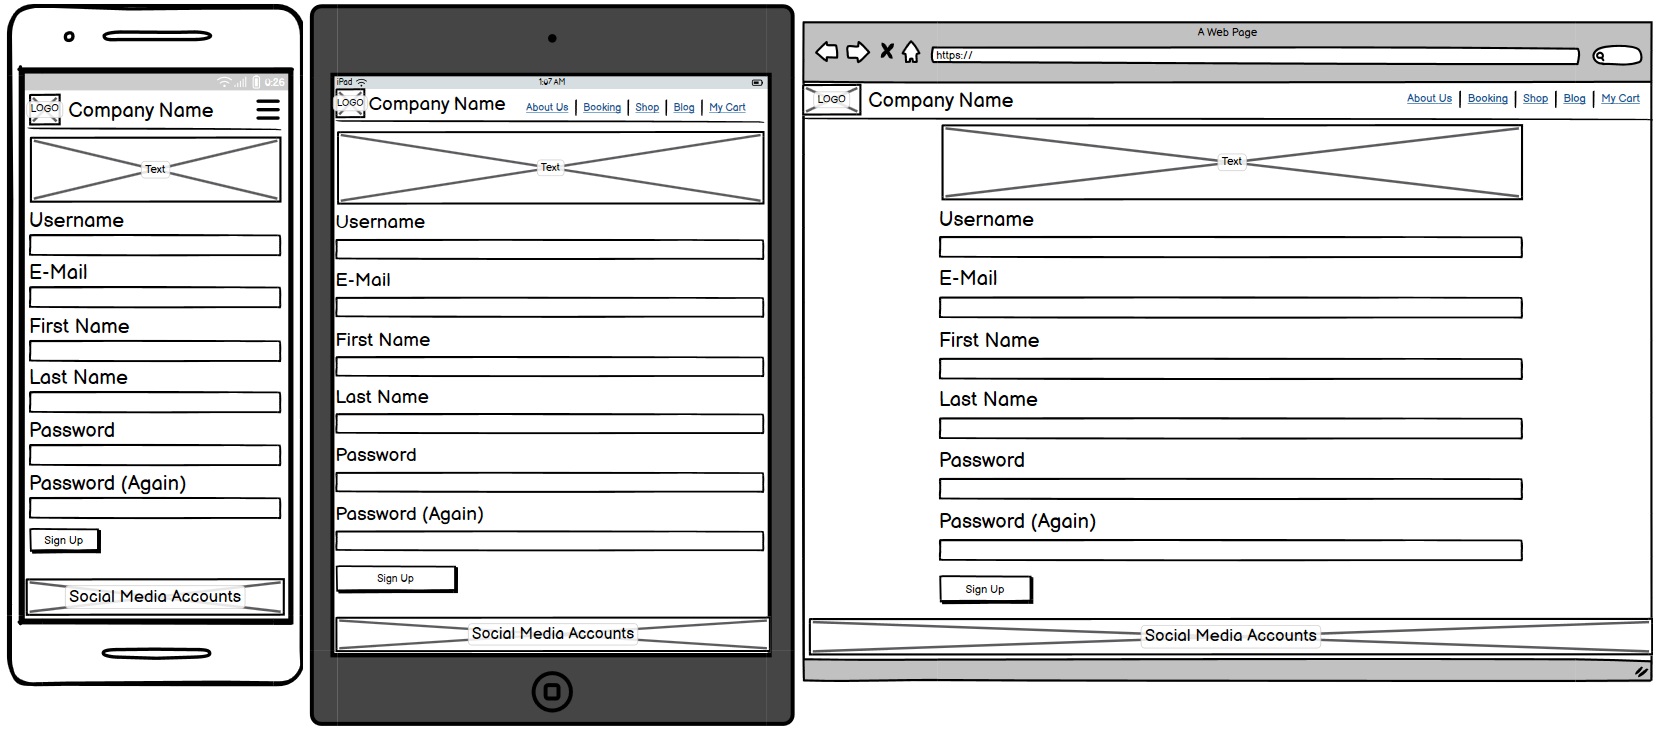 0:26
LOGO
Company Name
Text
Username
E-Mail
First Name
Last Name
Password
Password (Again)
Sign Up
Social Media Accounts
iPad
1:07 AM
LOGO
Company Name
About Us | Booking | Shop | Blog | My Cart
Text
Username
E-Mail
First Name
Last Name
Password
Password (Again)
Sign Up
Social Media Accounts
A Web Page
https://
LOGO
Company Name
About Us | Booking | Shop | Blog | My Cart
Text
Username
E-Mail
First Name
Last Name
Password
Password (Again)
Sign Up
Social Media Accounts